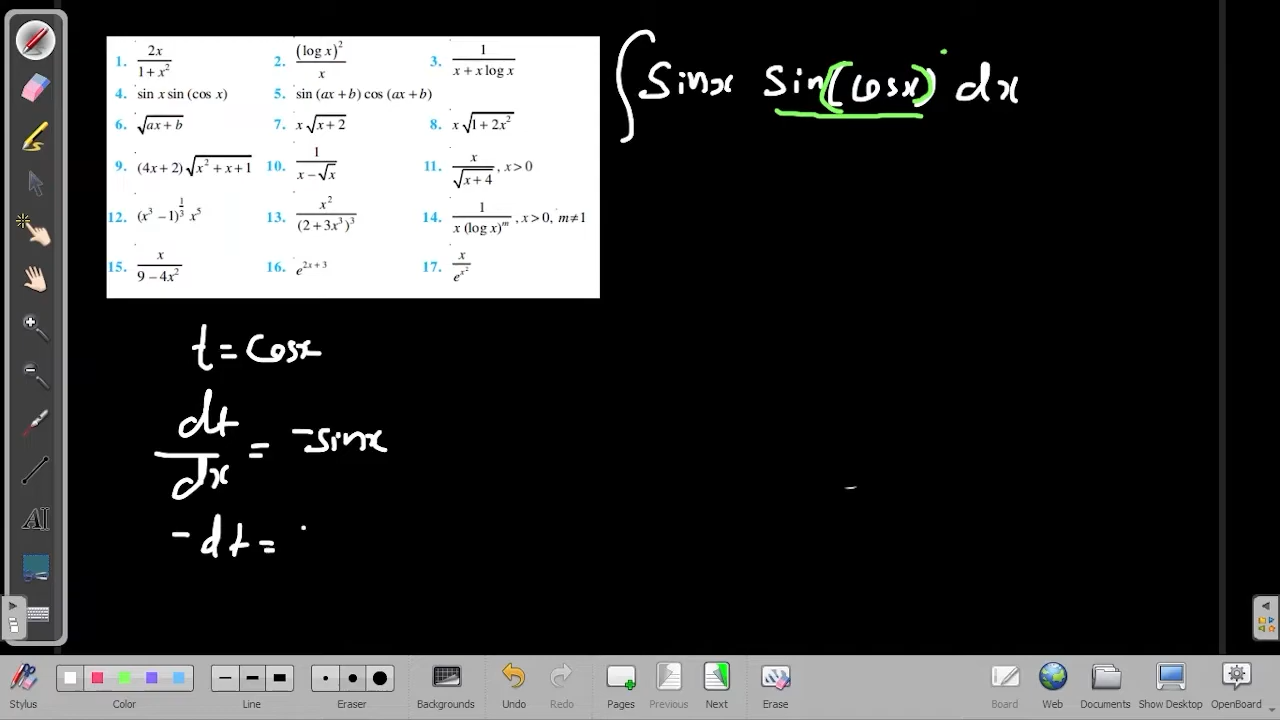 1. 2x / 1 + x² 2. (log x)² / x 3. 1 / x + x log x
4. sin x sin (cos x) 5. sin (ax + b) cos (ax + b)
6. √ax + b 7. x √x + 2 8. x √1 + 2x²
9. (4x + 2) √x² + x + 1 10. 1 / x – √x 11. x / √x + 4 , x > 0
12. (x³ – 1)^1/3 x⁵ 13. x² / (2 + 3x³)³ 14. 1 / x (log x)^m , x > 0, m ≠ 1
15. x / 9 – 4x² 16. e^2x + 3 17. x / e^x²
∫ Sinx Sin(Cosx) dx
t = Cosx
dt / dx = -Sinx
-dt =
Stylus Color Line Eraser Backgrounds Undo Redo Pages Previous Next Erase Board Web Documents Show Desktop OpenBoard